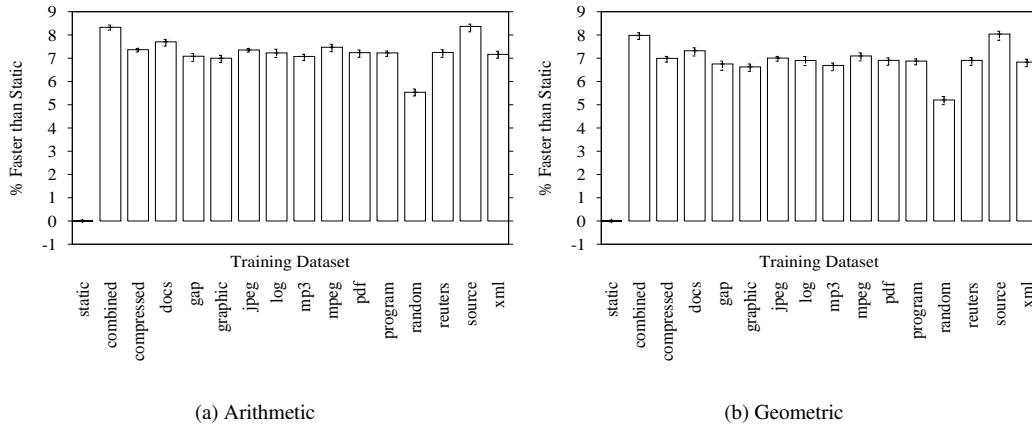 % Faster than Static
9
8
7
6
5
4
3
2
1
0
-1
Training Dataset
static
combined
compressed
docs
gap
graphic
jpeg
log
mp3
mpeg
pdf
program
random
reuters
source
xml
(a) Arithmetic
% Faster than Static
9
8
7
6
5
4
3
2
1
0
-1
Training Dataset
static
combined
compressed
docs
gap
graphic
jpeg
log
mp3
mpeg
pdf
program
random
reuters
source
xml
(b) Geometric